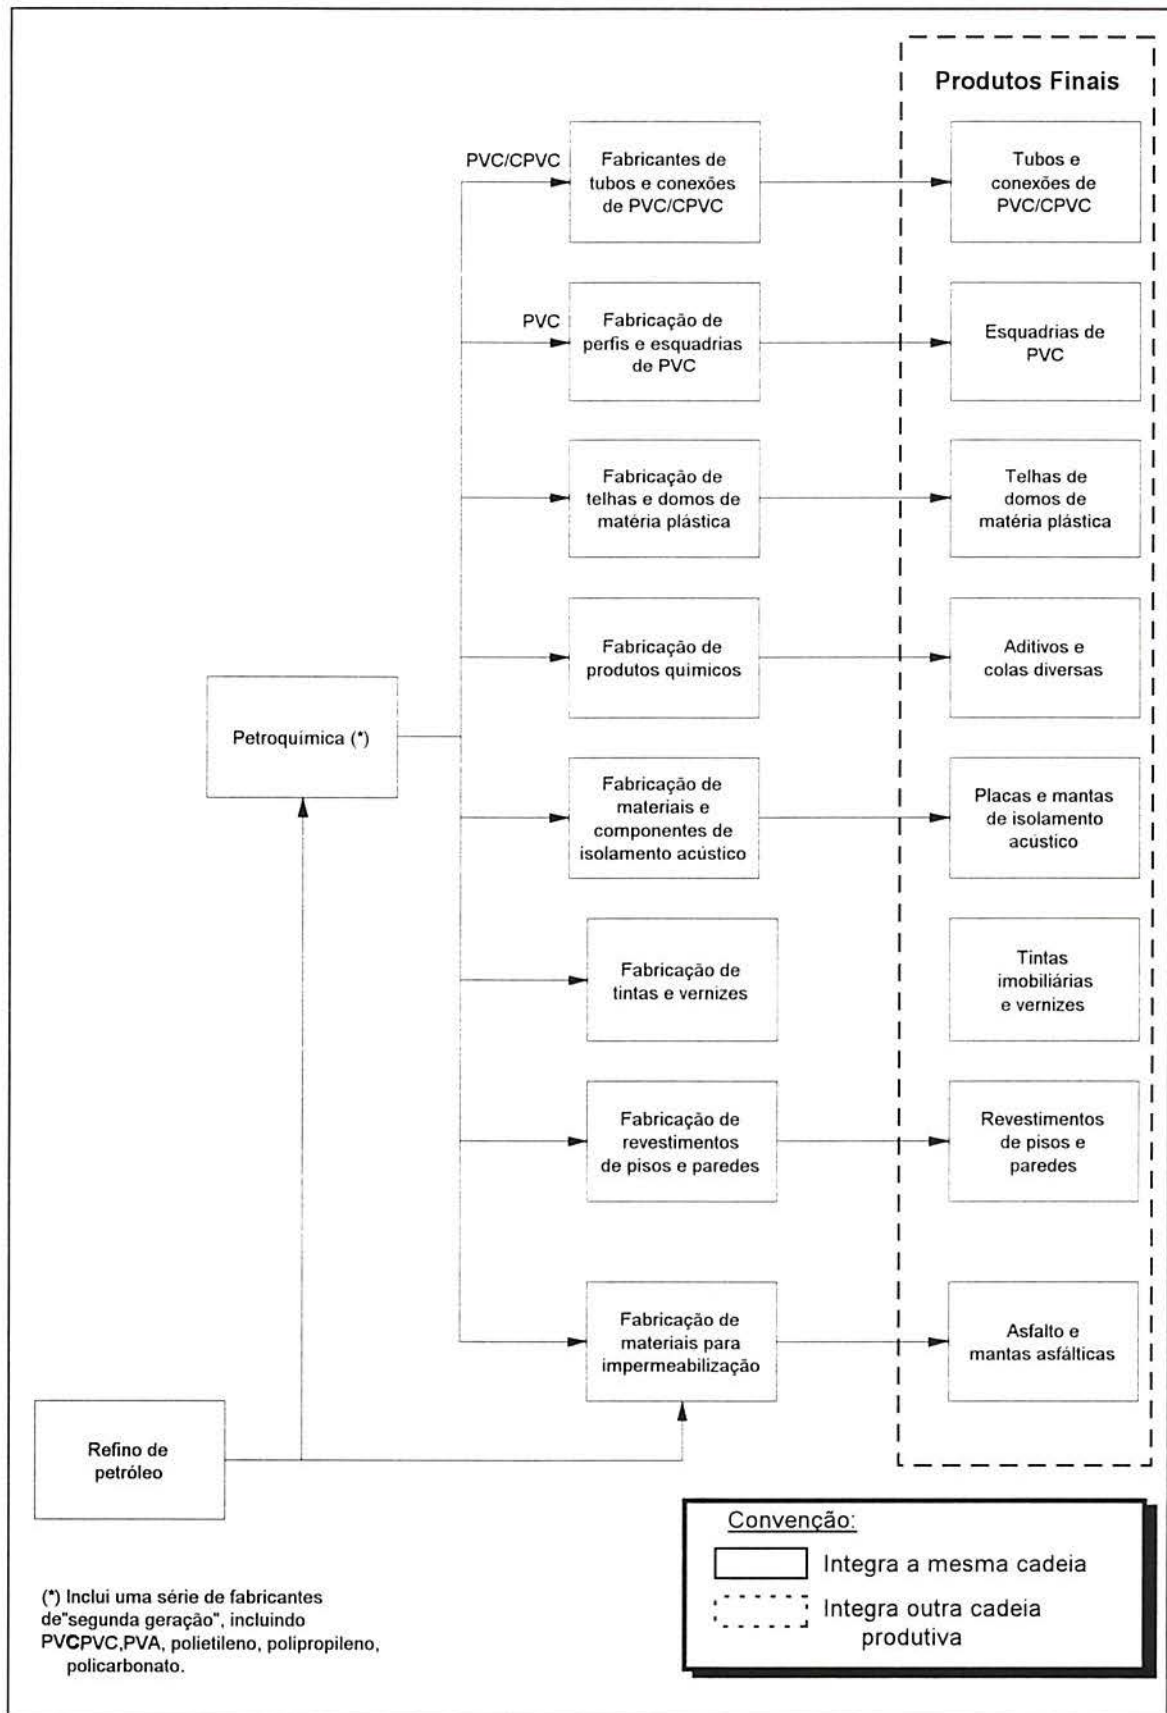 Produtos Finais
PVC/CPVC
Fabricantes de
tubos e conexões
de PVC/CPVC
Tubos e
conexões de
PVC/CPVC
PVC
Fabricação de
perfis e esquadrias
de PVC
Esquadrias de
PVC
Fabricação de
telhas e domos de
matéria plástica
Telhas de
domos de
matéria plástica
Fabricação de
produtos químicos
Aditivos e
colas diversas
Petroquímica (*)
Fabricação de
materiais e
componentes de
isolamento acústico
Placas e mantas
de isolamento
acústico
Fabricação de
tintas e vernizes
Tintas
imobiliárias
e vernizes
Fabricação de
revestimentos
de pisos e paredes
Revestimentos
de pisos e
paredes
Fabricação de
materiais para
impermeabilização
Asfalto e
mantas asfálticas
Refino de
petróleo
Convenção:
Integra a mesma cadeia
Integra outra cadeia
produtiva
(*) Inclui uma série de fabricantes
de"segunda geração", incluindo
PVCPVC,PVA, polietileno, polipropileno,
policarbonato.